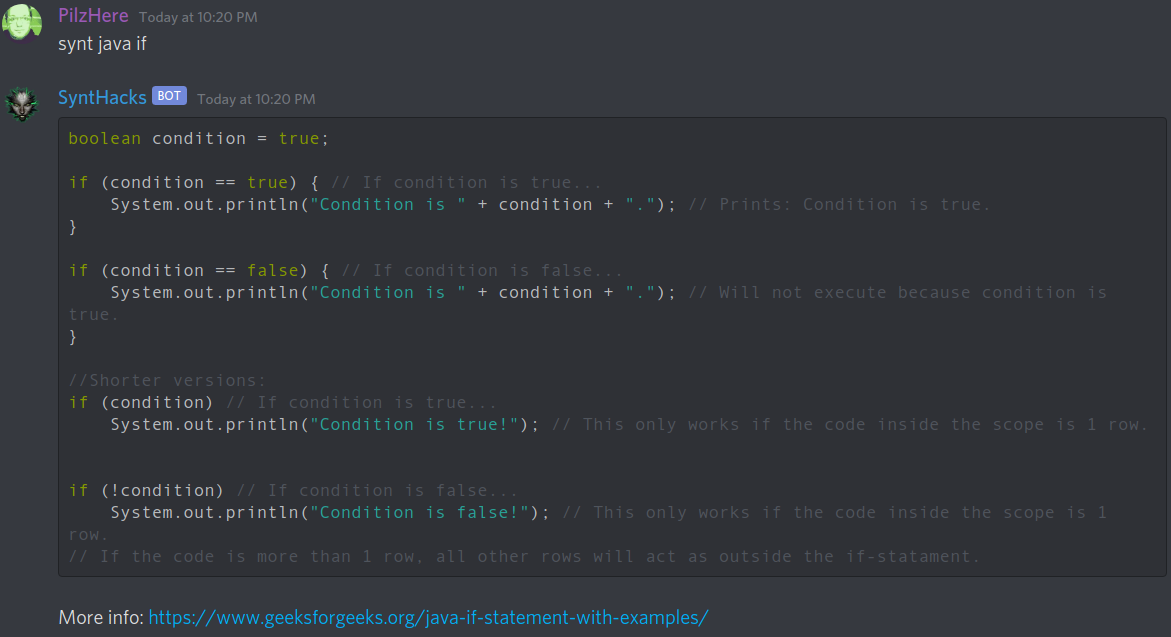 PilzHere Today at 10:20 PM
synt java if
SyntHacks BOT Today at 10:20 PM
boolean condition = true;
if (condition == true) { // If condition is true...
    System.out.println("Condition is " + condition + "."); // Prints: Condition is true.
}
if (condition == false) { // If condition is false...
    System.out.println("Condition is " + condition + "."); // Will not execute because condition is
true.
}
//Shorter versions:
if (condition) // If condition is true...
    System.out.println("Condition is true!"); // This only works if the code inside the scope is 1 row.
if (!condition) // If condition is false...
    System.out.println("Condition is false!"); // This only works if the code inside the scope is 1
row.
// If the code is more than 1 row, all other rows will act as outside the if-statament.
More info: https://www.geeksforgeeks.org/java-if-statement-with-examples/